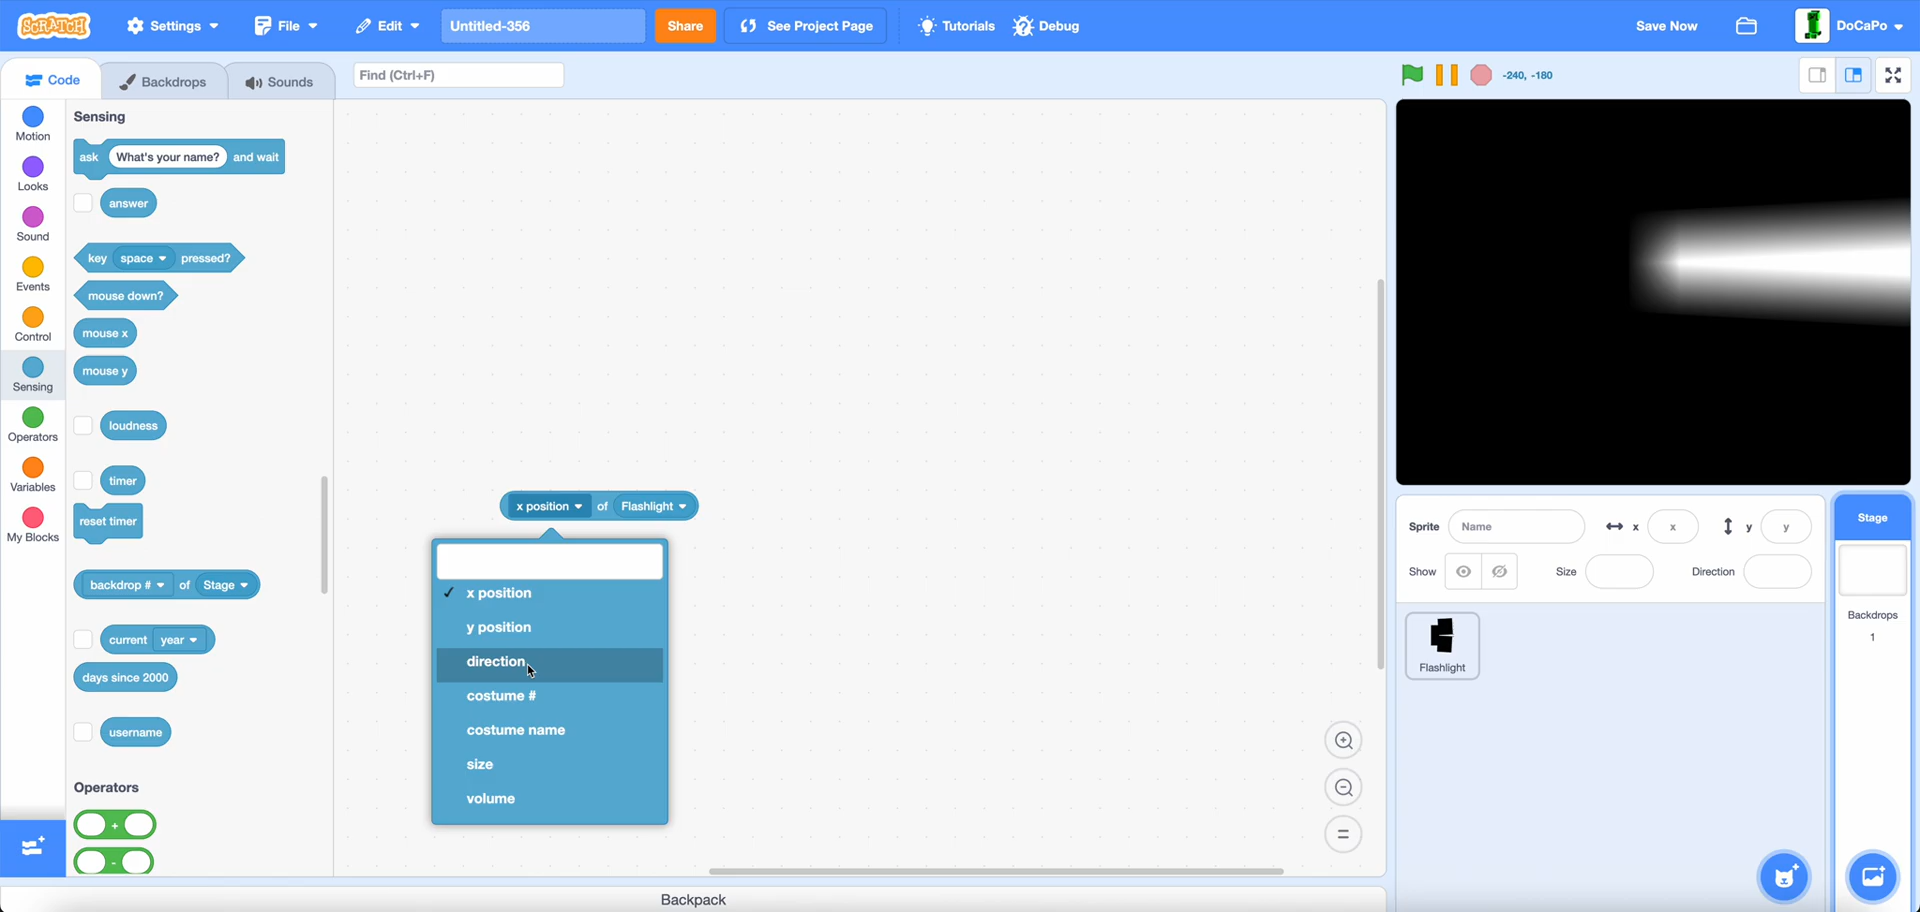 SCRATCH
Settings
File
Edit
Untitled-356
Share
See Project Page
Tutorials
Debug
Save Now
DoCaPo
Code
Backdrops
Sounds
Find (Ctrl+F)
-240, -180
Motion
Looks
Sound
Events
Control
Sensing
Operators
Variables
My Blocks
Sensing
ask What's your name? and wait
answer
key space pressed?
mouse down?
mouse x
mouse y
loudness
timer
reset timer
backdrop # of Stage
current year
days since 2000
username
Operators
+
-
x position of Flashlight
✓ x position
y position
direction
costume #
costume name
size
volume
Backpack
Sprite Name x x y y
Show Size Direction
Flashlight
Stage
Backdrops
1